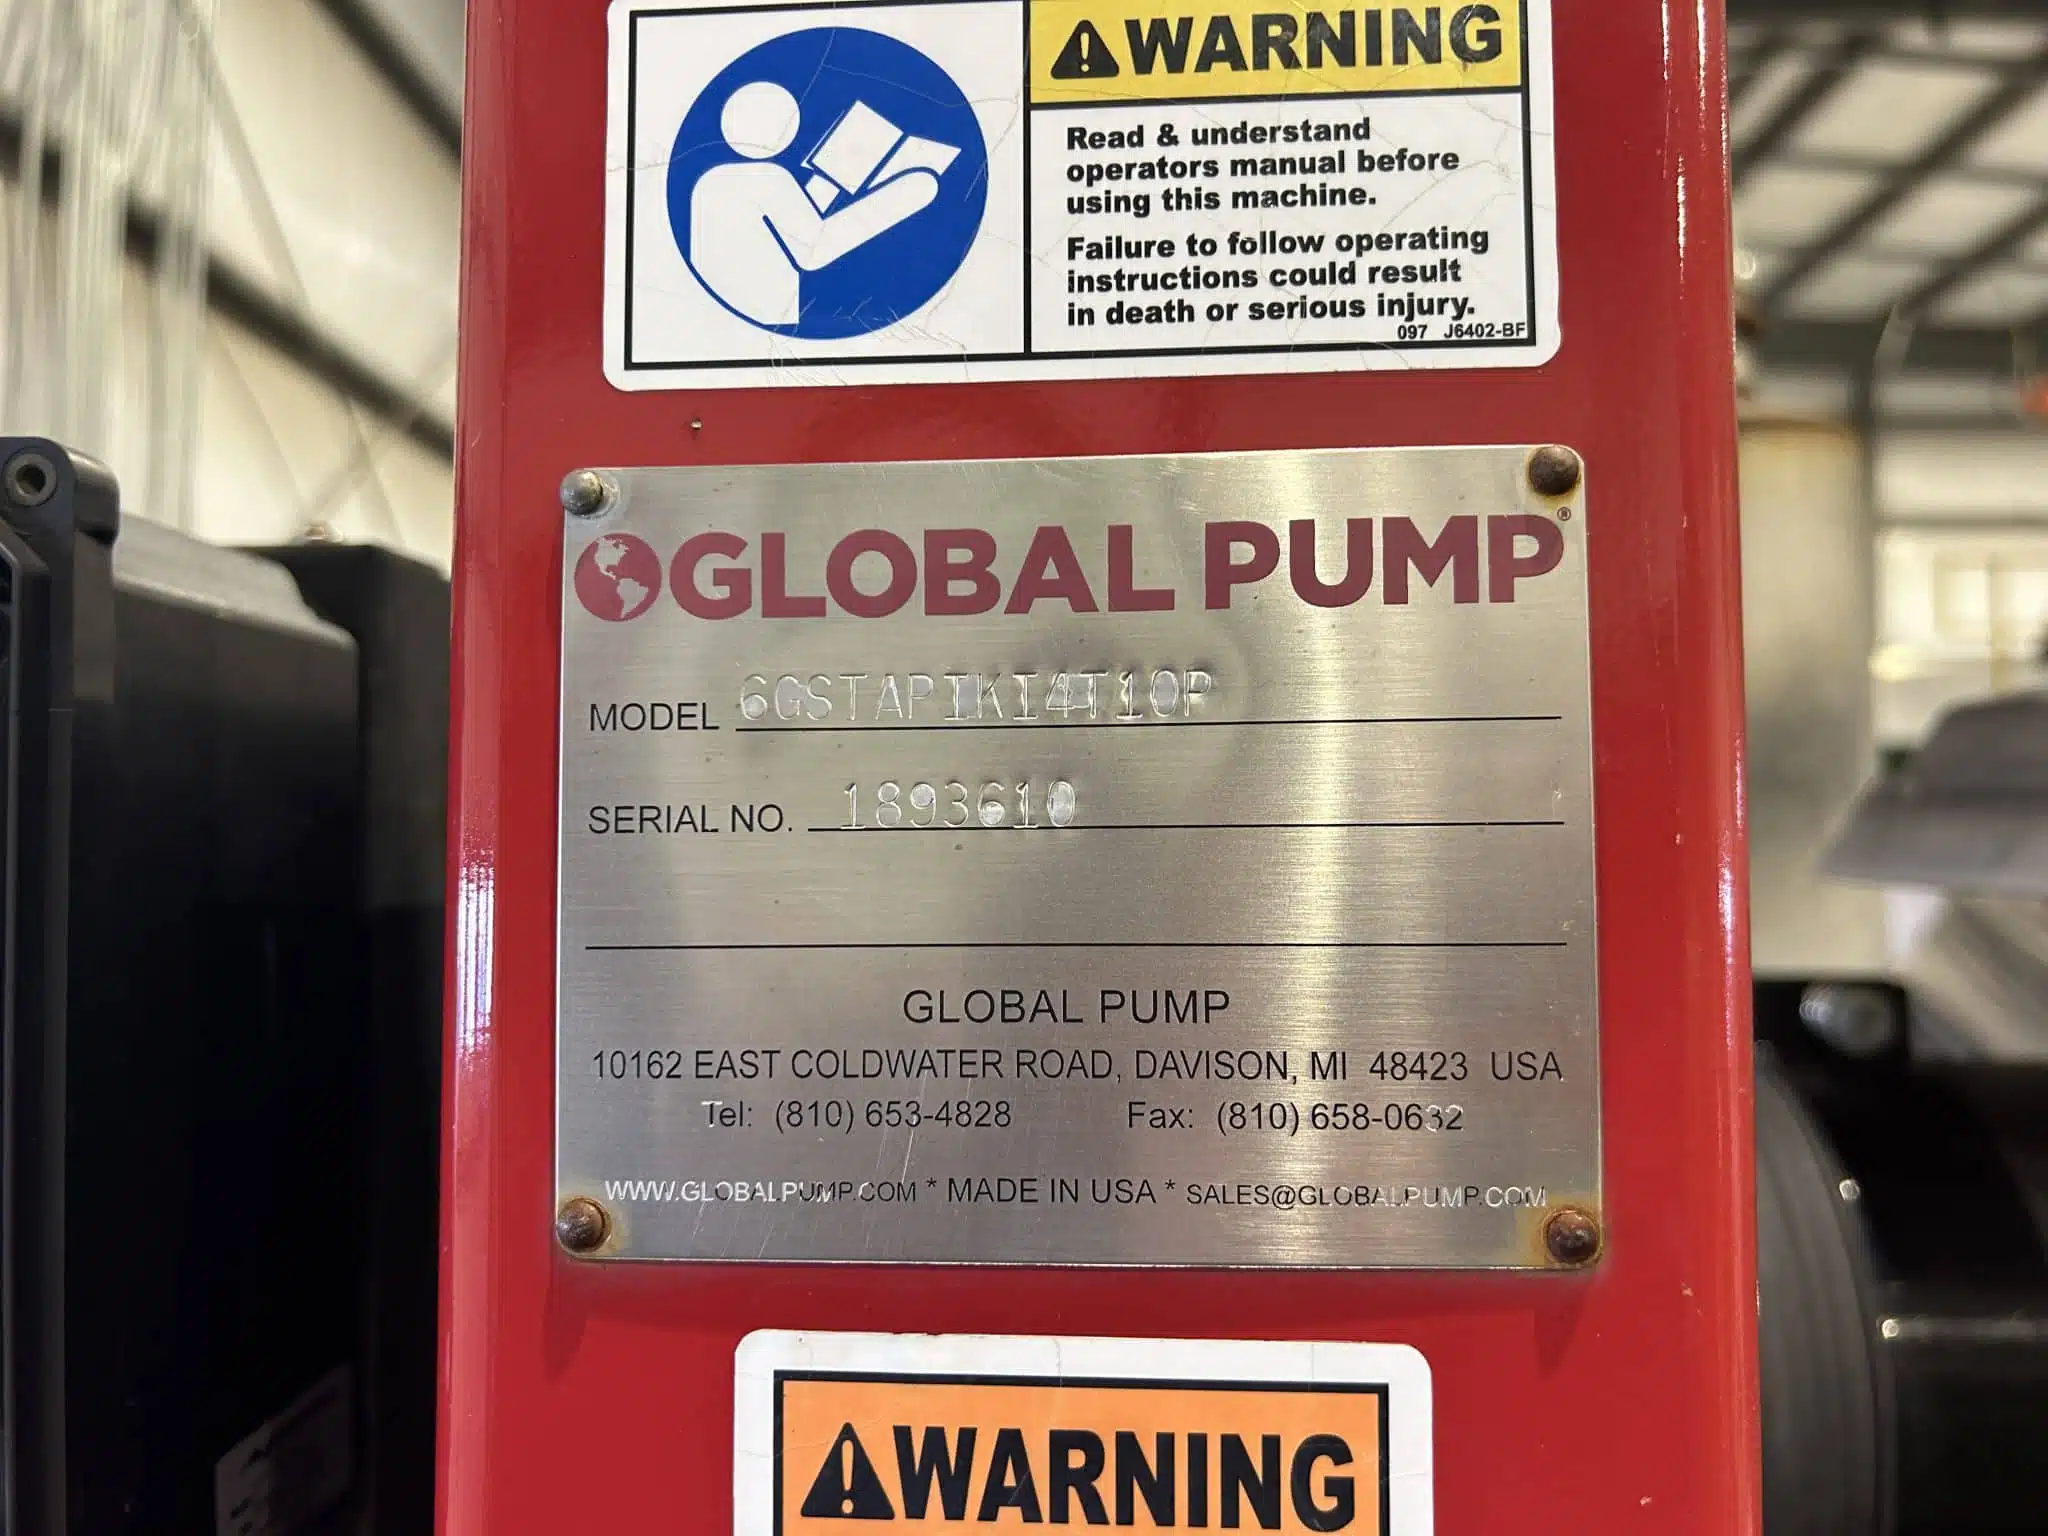 WARNING
Read & understand
operators manual before
using this machine.
Failure to follow operating
instructions could result
in death or serious injury.
097 J6402-BF
GLOBAL PUMP®
MODEL 6GSTAPIKI4T10P
SERIAL NO. 1893610
GLOBAL PUMP
10162 EAST COLDWATER ROAD, DAVISON, MI 48423 USA
Tel: (810) 653-4828 Fax: (810) 658-0632
WWW.GLOBALPUMP.COM * MADE IN USA * SALES@GLOBALPUMP.COM
WARNING